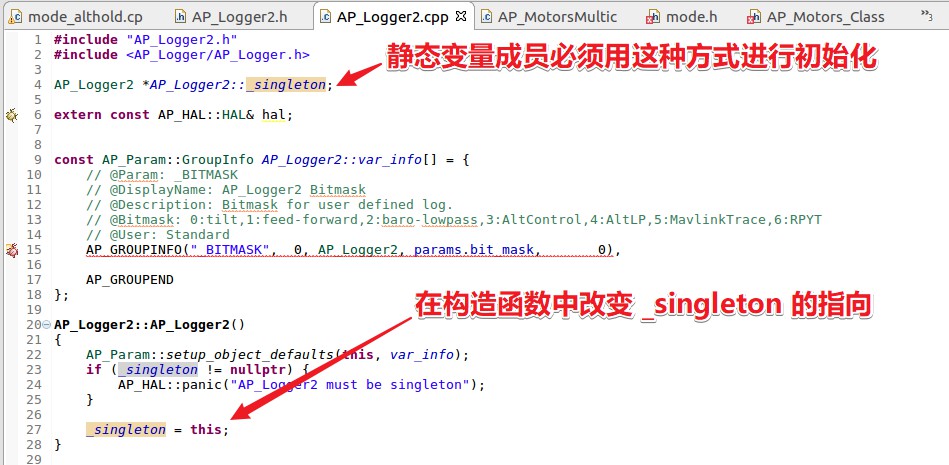 mode_althold.cp AP_Logger2.h AP_Logger2.cpp AP_MotorsMultic mode.h AP_Motors_Class »3
1 #include "AP_Logger2.h"
2 #include <AP_Logger/AP_Logger.h>
静态变量成员必须用这种方式进行初始化
3
4 AP_Logger2 *AP_Logger2::_singleton;
5
6 extern const AP_HAL::HAL& hal;
7
8
9 const AP_Param::GroupInfo AP_Logger2::var_info[] = {
10 // @Param: _BITMASK
11 // @DisplayName: AP_Logger2 Bitmask
12 // @Description: Bitmask for user defined log.
13 // @Bitmask: 0:tilt,1:feed-forward,2:baro-lowpass,3:AltControl,4:AltLP,5:MavlinkTrace,6:RPYT
14 // @User: Standard
15 AP_GROUPINFO("_BITMASK", 0, AP_Logger2, params.bit_mask, 0),
16
17 AP_GROUPEND
18 };
在构造函数中改变 _singleton 的指向
19
20 AP_Logger2::AP_Logger2()
21 {
22 AP_Param::setup_object_defaults(this, var_info);
23 if (_singleton != nullptr) {
24 AP_HAL::panic("AP_Logger2 must be singleton");
25 }
26
27 _singleton = this;
28 }
29